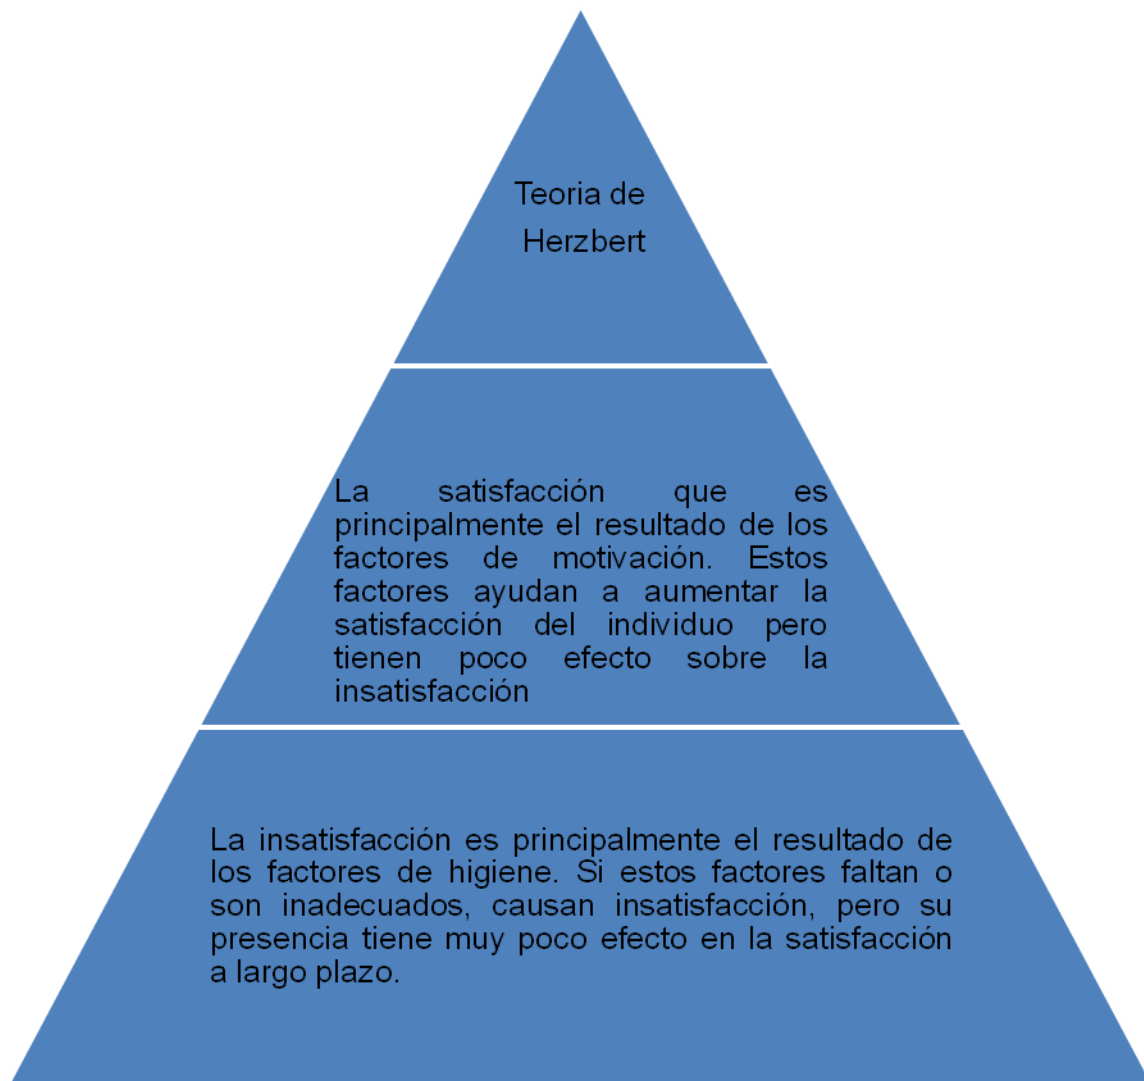 Teoria de
Herzbert
La satisfacción que es
principalmente el resultado de los
factores de motivación. Estos
factores ayudan a aumentar la
satisfacción del individuo pero
tienen poco efecto sobre la
insatisfacción
La insatisfacción es principalmente el resultado de
los factores de higiene. Si estos factores faltan o
son inadecuados, causan insatisfacción, pero su
presencia tiene muy poco efecto en la satisfacción
a largo plazo.